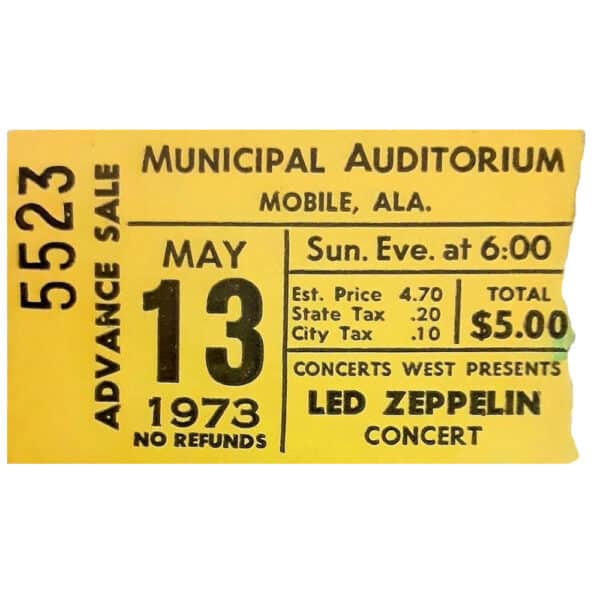 5523
ADVANCE SALE
MUNICIPAL AUDITORIUM
MOBILE, ALA.
MAY
13
1973
NO REFUNDS
Sun. Eve. at 6:00
Est. Price 4.70
State Tax .20
City Tax .10
TOTAL
$5.00
CONCERTS WEST PRESENTS
LED ZEPPELIN
CONCERT